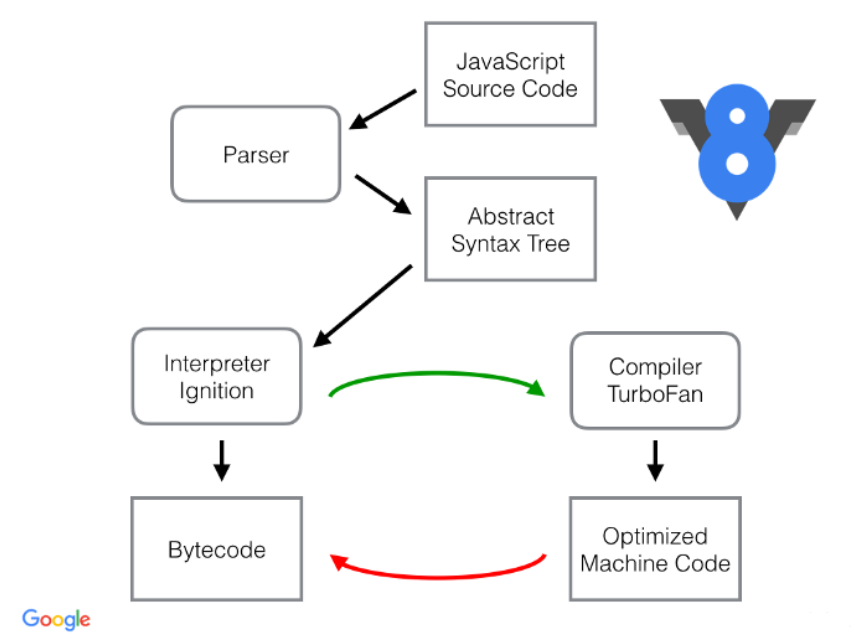 JavaScript
Source Code
Parser
Abstract
Syntax Tree
Interpreter
Ignition
Compiler
TurboFan
Bytecode
Optimized
Machine Code
Google